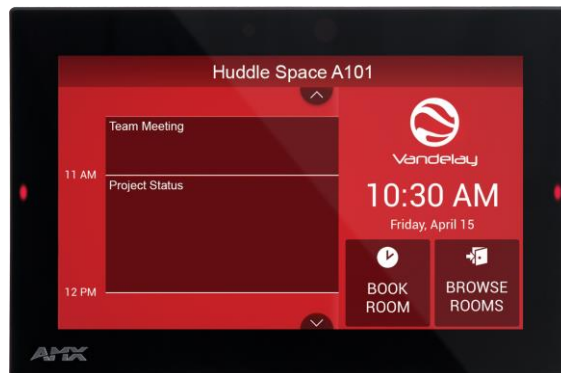 Huddle Space A101
Team Meeting
11 AM
Project Status
12 PM
Vandelay
10:30 AM
Friday, April 15
BOOK
ROOM
BROWSE
ROOMS
AMX